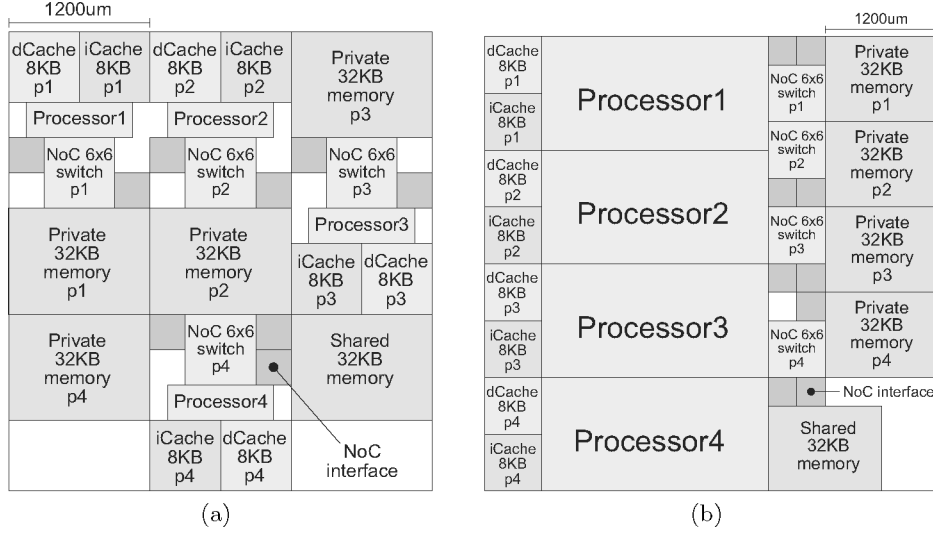 1200um
dCache
8KB
p1
iCache
8KB
p1
dCache
8KB
p2
iCache
8KB
p2
Private
32KB
memory
p3
Processor1
Processor2
NoC 6x6
switch
p1
NoC 6x6
switch
p2
NoC 6x6
switch
p3
Private
32KB
memory
p1
Private
32KB
memory
p2
Processor3
iCache
8KB
p3
dCache
8KB
p3
Private
32KB
memory
p4
NoC 6x6
switch
p4
Shared
32KB
memory
Processor4
iCache
8KB
p4
dCache
8KB
p4
NoC
interface
(a)
1200um
dCache
8KB
p1
iCache
8KB
p1
Processor1
NoC 6x6
switch
p1
Private
32KB
memory
p1
dCache
8KB
p2
iCache
8KB
p2
Processor2
NoC 6x6
switch
p2
Private
32KB
memory
p2
NoC 6x6
switch
p3
Private
32KB
memory
p3
dCache
8KB
p3
iCache
8KB
p3
Processor3
NoC 6x6
switch
p4
Private
32KB
memory
p4
dCache
8KB
p4
iCache
8KB
p4
Processor4
NoC interface
Shared
32KB
memory
(b)